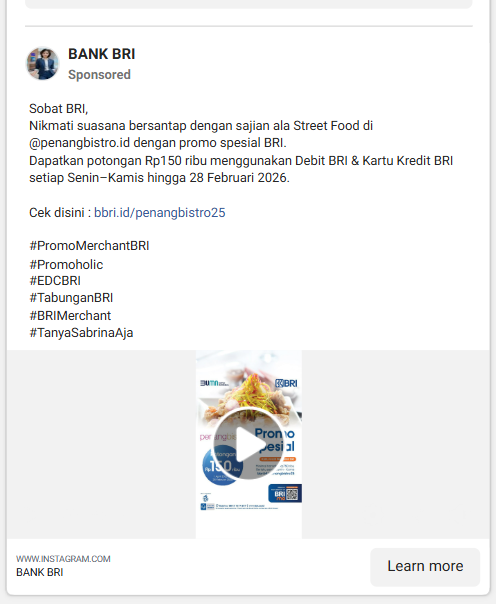 BANK BRI
Sponsored
Sobat BRI,
Nikmati suasana bersantap dengan sajian ala Street Food di
@penangbistro.id dengan promo spesial BRI.
Dapatkan potongan Rp150 ribu menggunakan Debit BRI & Kartu Kredit BRI
setiap Senin–Kamis hingga 28 Februari 2026.
Cek disini : bbri.id/penangbistro25
#PromoMerchantBRI
#Promoholic
#EDCBRI
#TabunganBRI
#BRIMerchant
#TanyaSabrinaAja
BUMN
BRI
Promo
150
BRI
WWW.INSTAGRAM.COM
BANK BRI
Learn more